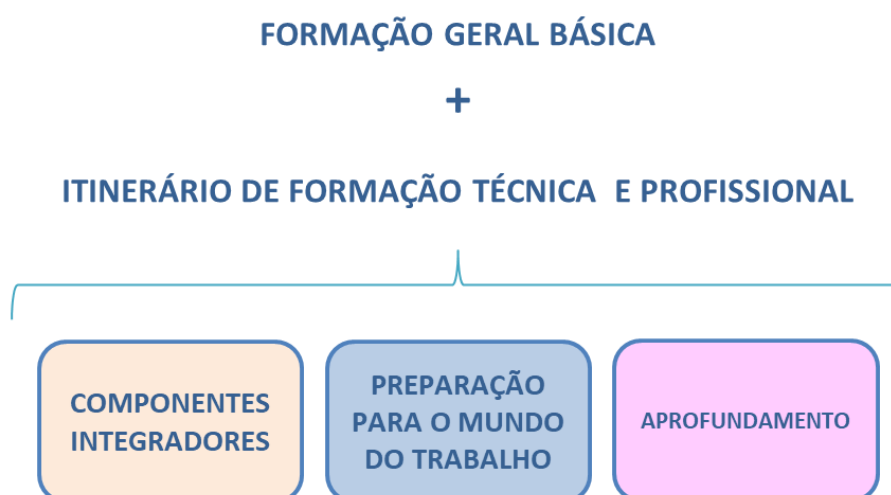 FORMAÇÃO GERAL BÁSICA
+
ITINERÁRIO DE FORMAÇÃO TÉCNICA E PROFISSIONAL
COMPONENTES
INTEGRADORES
PREPARAÇÃO
PARA O MUNDO
DO TRABALHO
APROFUNDAMENTO